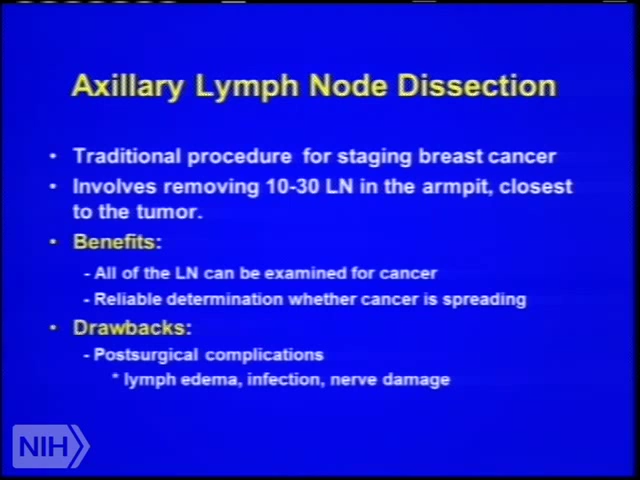 Axillary Lymph Node Dissection
• Traditional procedure for staging breast cancer
• Involves removing 10-30 LN in the armpit, closest
to the tumor.
• Benefits:
- All of the LN can be examined for cancer
- Reliable determination whether cancer is spreading
• Drawbacks:
- Postsurgical complications
* lymph edema, infection, nerve damage
NIH